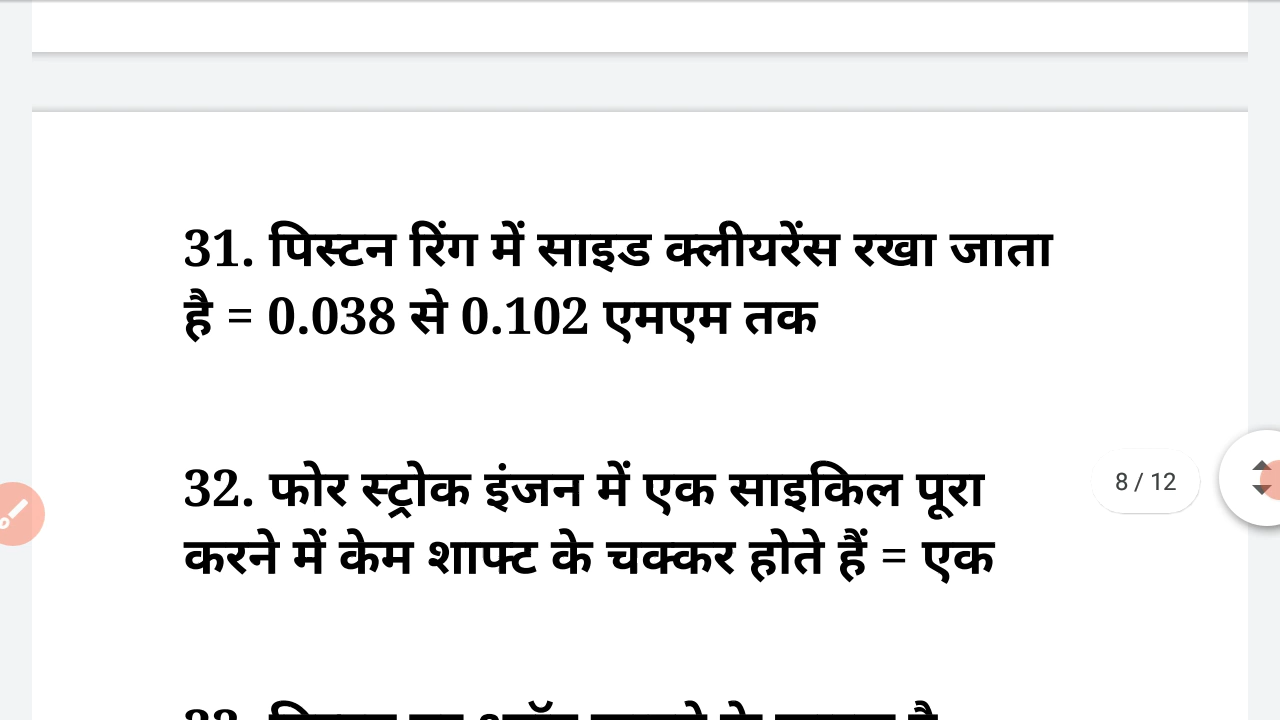 31. पिस्टन रिंग में साइड क्लीयरेंस रखा जाता
है = 0.038 से 0.102 एमएम तक
32. फोर स्ट्रोक इंजन में एक साइकिल पूरा
करने में केम शाफ्ट के चक्कर होते हैं = एक
8 / 12